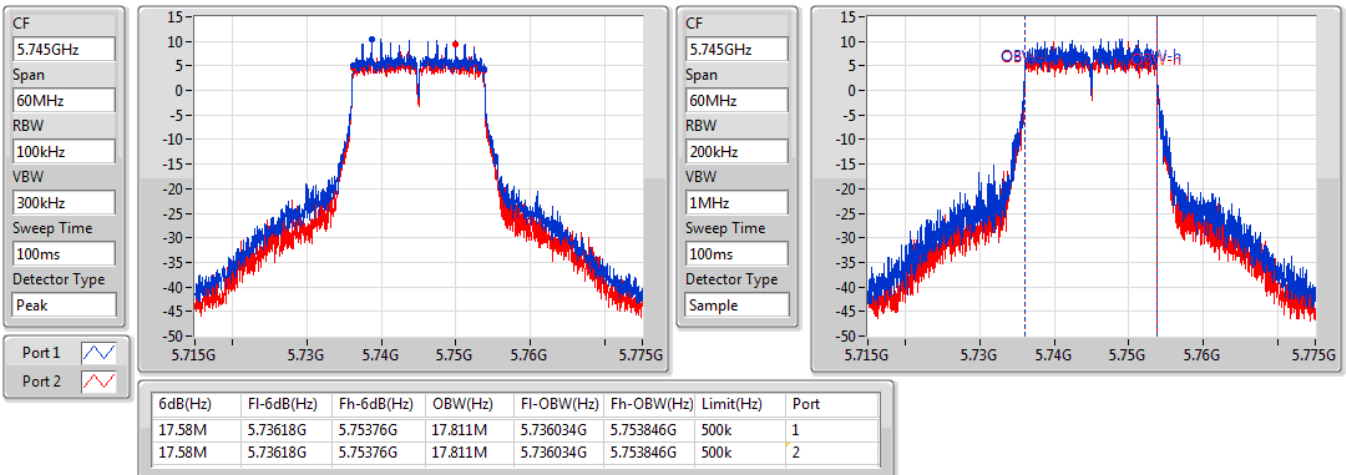 CF
5.745GHz
Span
60MHz
RBW
100kHz
VBW
300kHz
Sweep Time
100ms
Detector Type
Peak
Port 1
Port 2
15
10
5
0
-5
-10
-15
-20
-25
-30
-35
-40
-45
-50
5.715G 5.73G 5.74G 5.75G 5.76G 5.775G
CF
5.745GHz
Span
60MHz
RBW
200kHz
VBW
1MHz
Sweep Time
100ms
Detector Type
Sample
15
10
5
0
-5
-10
-15
-20
-25
-30
-35
-40
-45
-50
5.715G 5.73G 5.74G 5.75G 5.76G 5.775G
6dB(Hz) Fl-6dB(Hz) Fh-6dB(Hz) OBW(Hz) Fl-OBW(Hz) Fh-OBW(Hz) Limit(Hz) Port
17.58M 5.73618G 5.75376G 17.811M 5.736034G 5.753846G 500k 1
17.58M 5.73618G 5.75376G 17.811M 5.736034G 5.753846G 500k 2